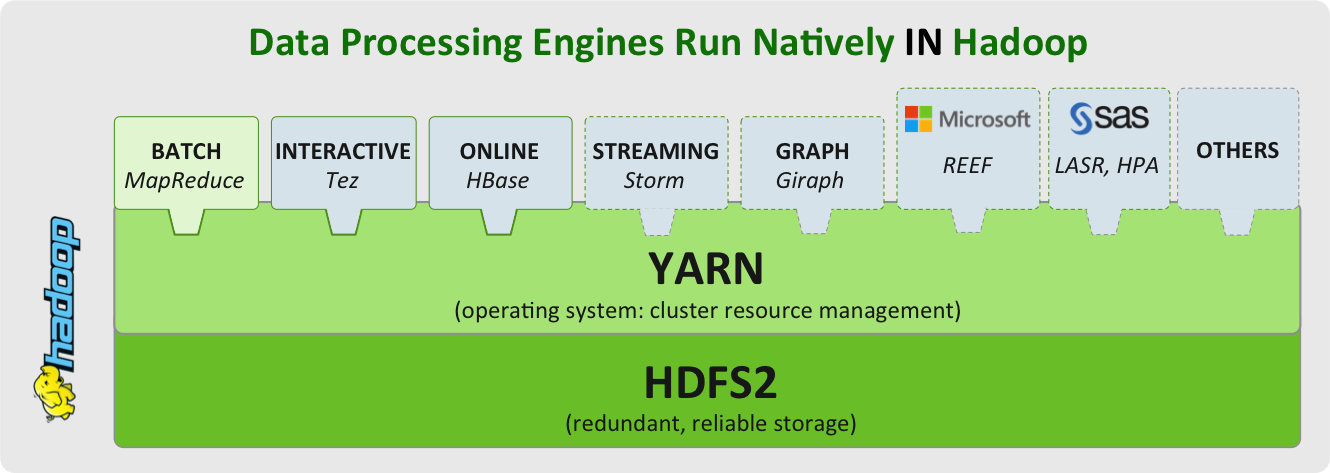 Data Processing Engines Run Natively IN Hadoop
BATCH
MapReduce
INTERACTIVE
Tez
ONLINE
HBase
STREAMING
Storm
GRAPH
Giraph
Microsoft
REEF
sas
LASR, HPA
OTHERS
YARN
(operating system: cluster resource management)
HDFS2
(redundant, reliable storage)
hadoop